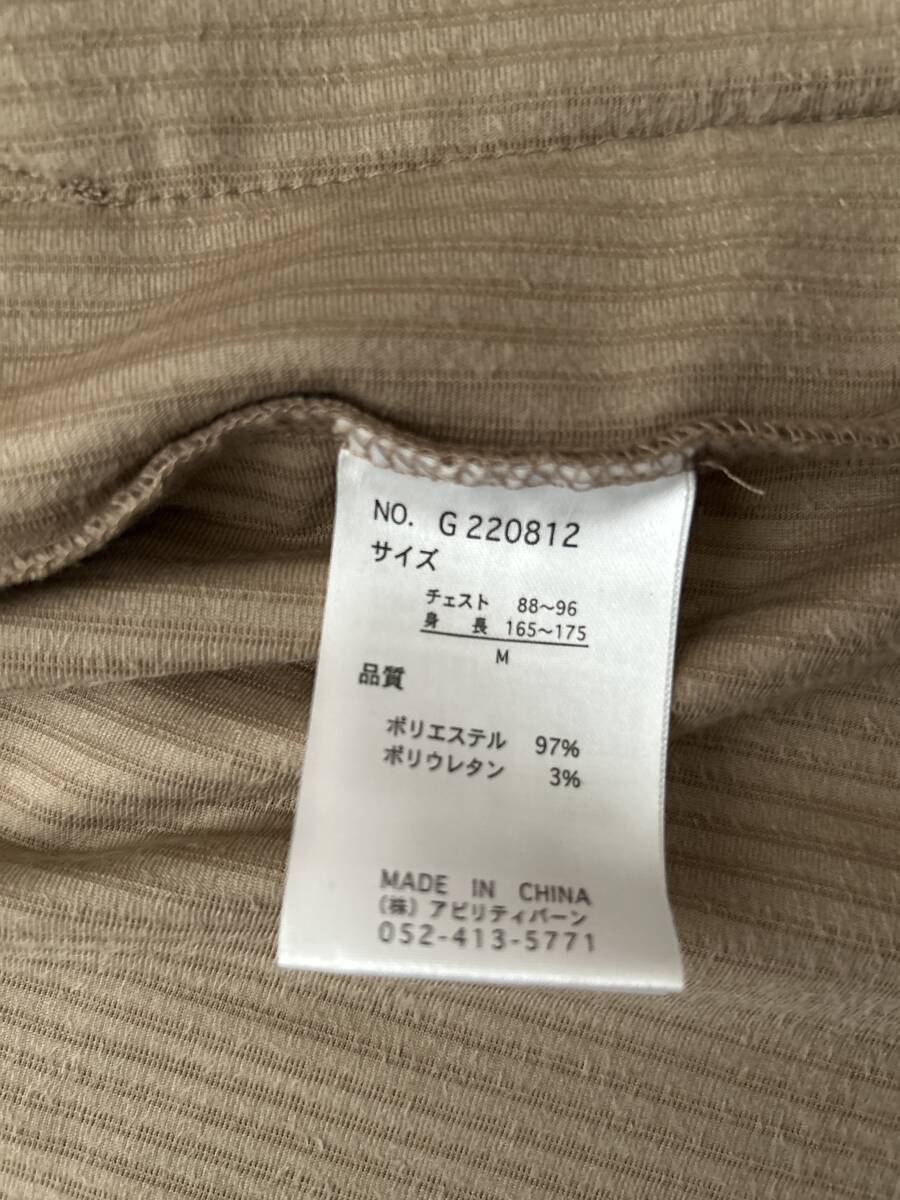 NO. G220812
サイズ
チェスト 88~96
身長 165~175
M
品質
ポリエステル 97%
ポリウレタン 3%
MADE IN CHINA
(株) アビリティバーン
052-413-5771